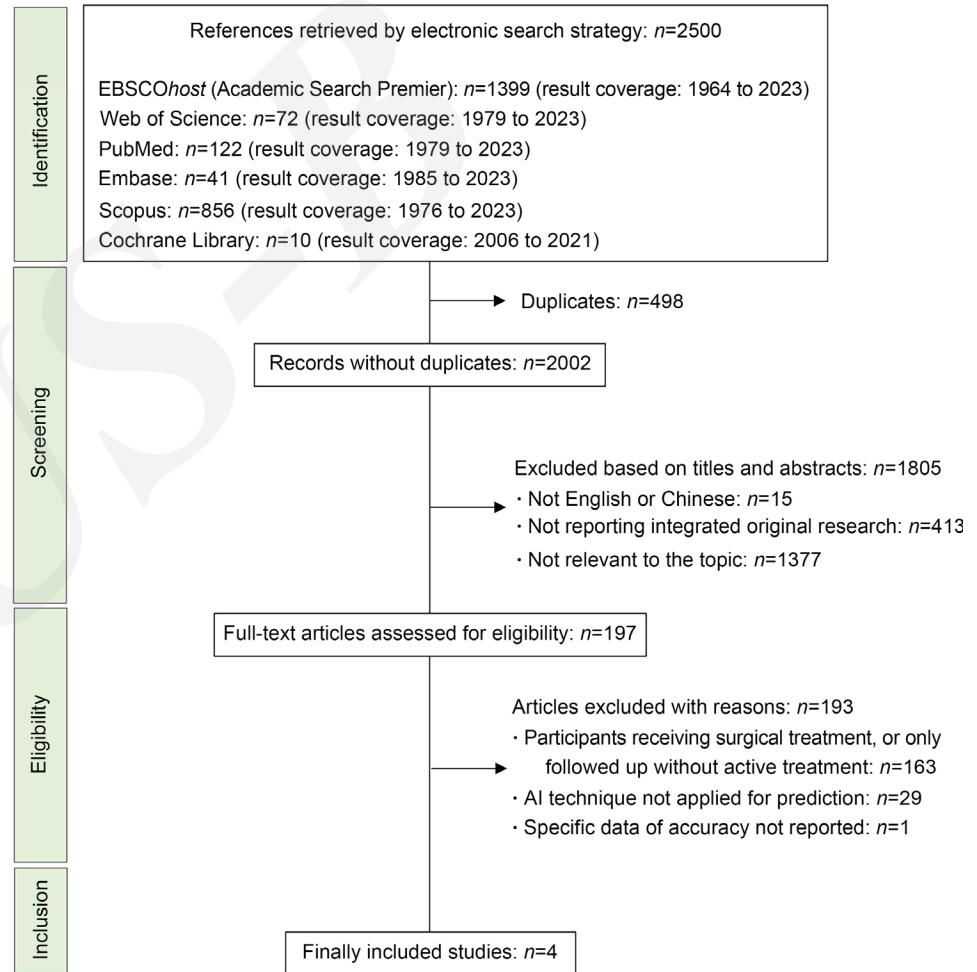 Identification
References retrieved by electronic search strategy: n=2500
EBSCOhost (Academic Search Premier): n=1399 (result coverage: 1964 to 2023)
Web of Science: n=72 (result coverage: 1979 to 2023)
PubMed: n=122 (result coverage: 1979 to 2023)
Embase: n=41 (result coverage: 1985 to 2023)
Scopus: n=856 (result coverage: 1976 to 2023)
Cochrane Library: n=10 (result coverage: 2006 to 2021)
Screening
Duplicates: n=498
Records without duplicates: n=2002
Excluded based on titles and abstracts: n=1805
· Not English or Chinese: n=15
· Not reporting integrated original research: n=413
· Not relevant to the topic: n=1377
Eligibility
Full-text articles assessed for eligibility: n=197
Articles excluded with reasons: n=193
· Participants receiving surgical treatment, or only
followed up without active treatment: n=163
· AI technique not applied for prediction: n=29
· Specific data of accuracy not reported: n=1
Inclusion
Finally included studies: n=4